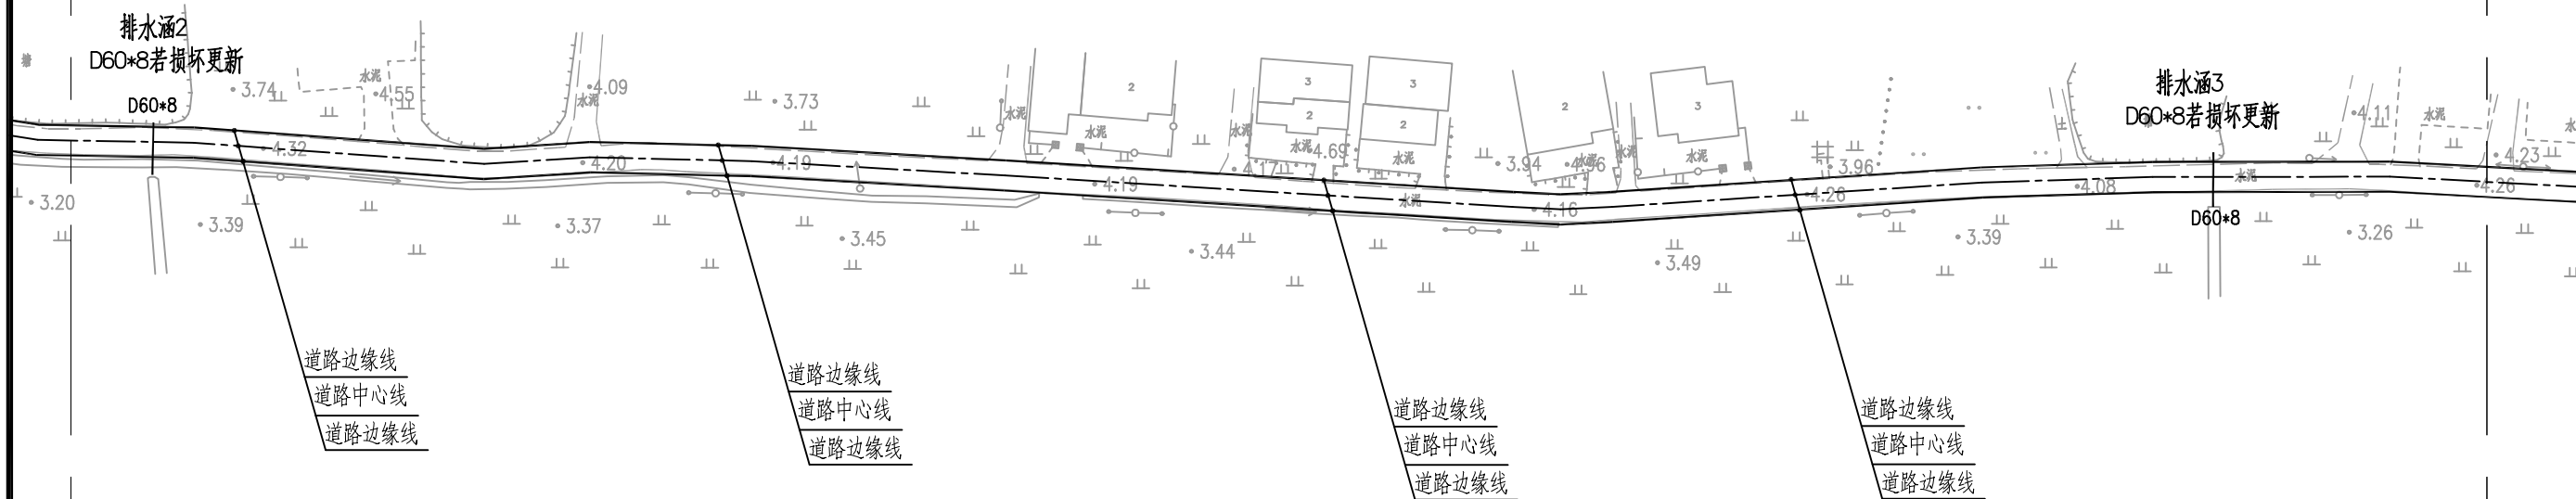 排水涵2
D60*8若损坏更新
D60*8
3.74
水泥
4.55
4.09
水泥
3.73
水泥
2
水泥
3
2
水泥
水泥
4.69
3
2
水泥
水泥
2
水泥
水泥
3
水泥
排水涵3
D60*8若损坏更新
4.11
水泥
4.32
4.20
4.19
4.19
4.17
3.94
4.16
4.26
3.96
4.08
水泥
4.23
4.26
D60*8
3.20
3.39
3.37
3.45
3.44
3.49
3.39
3.26
道路边缘线
道路中心线
道路边缘线
道路边缘线
道路中心线
道路边缘线
道路边缘线
道路中心线
道路边缘线
道路边缘线
道路中心线
道路边缘线